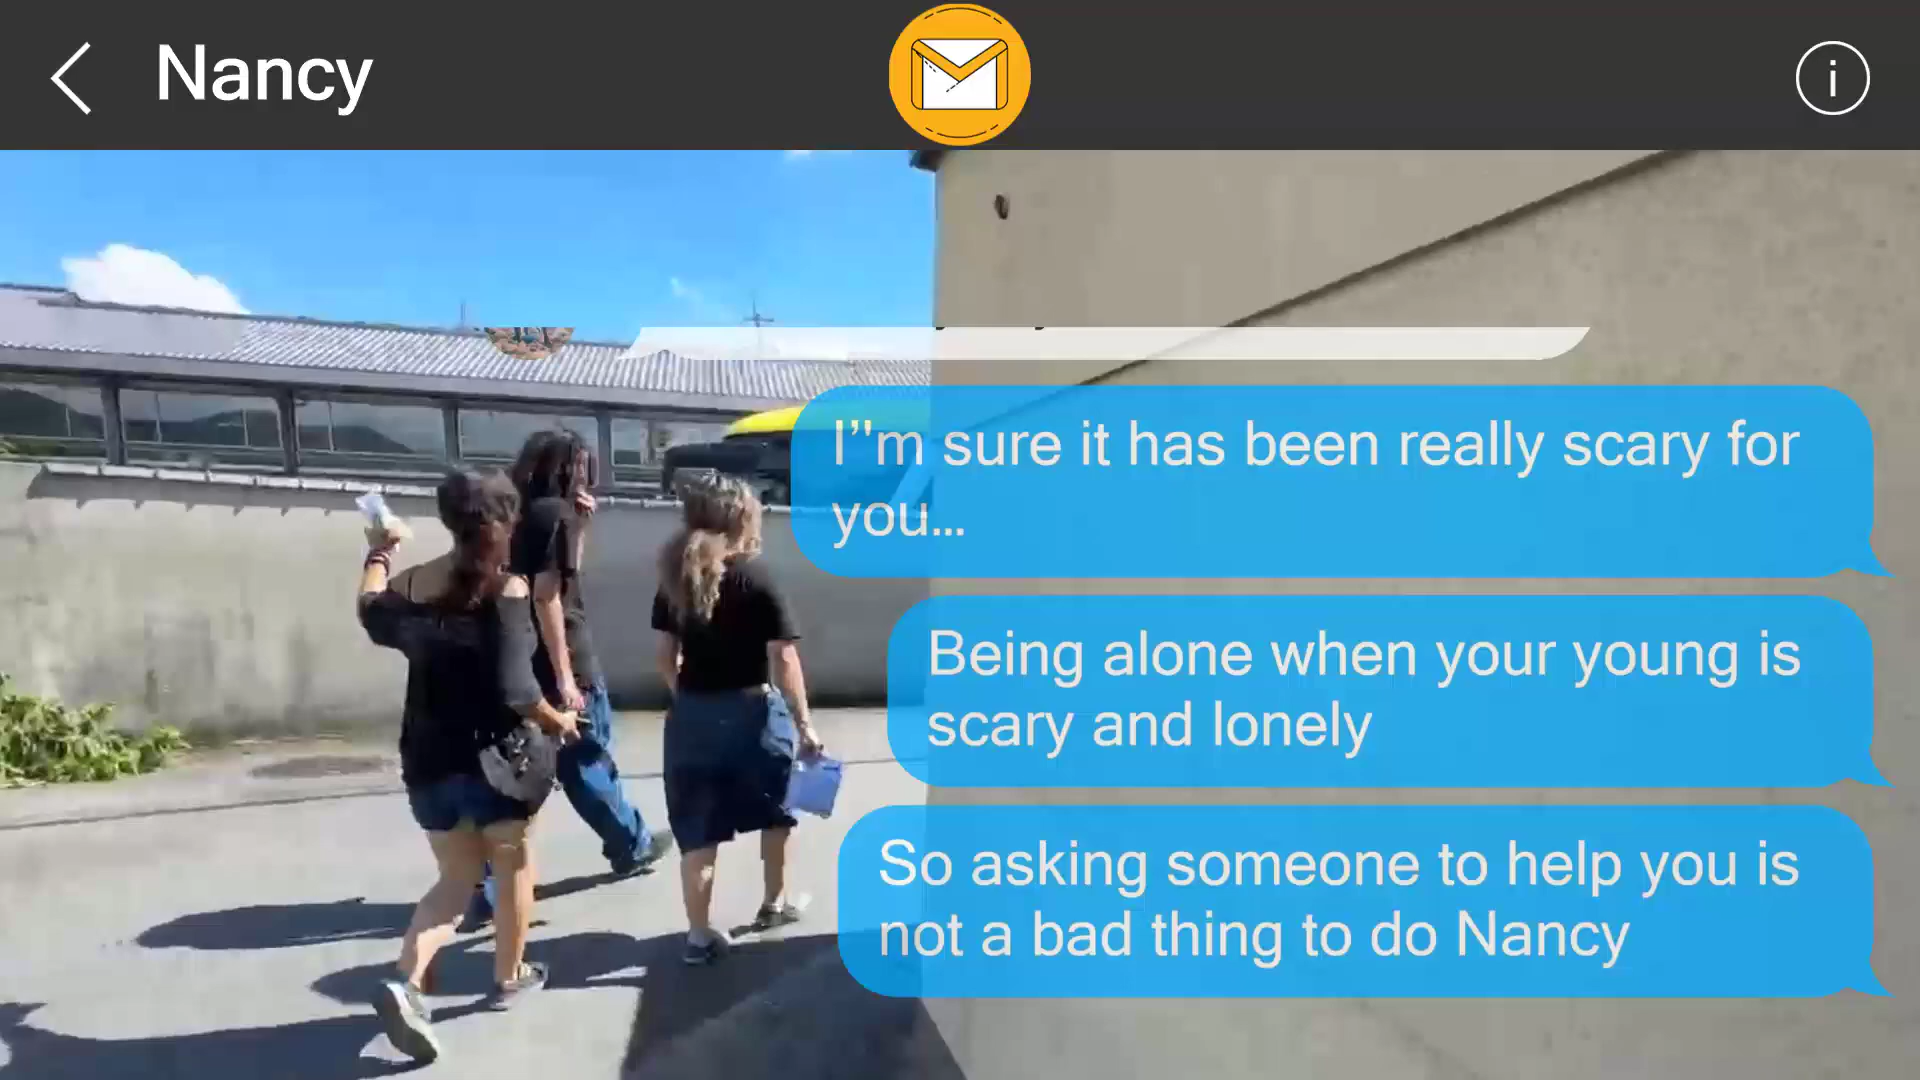 Nancy
i
I’'m sure it has been really scary for
you...
Being alone when your young is
scary and lonely
So asking someone to help you is
not a bad thing to do Nancy